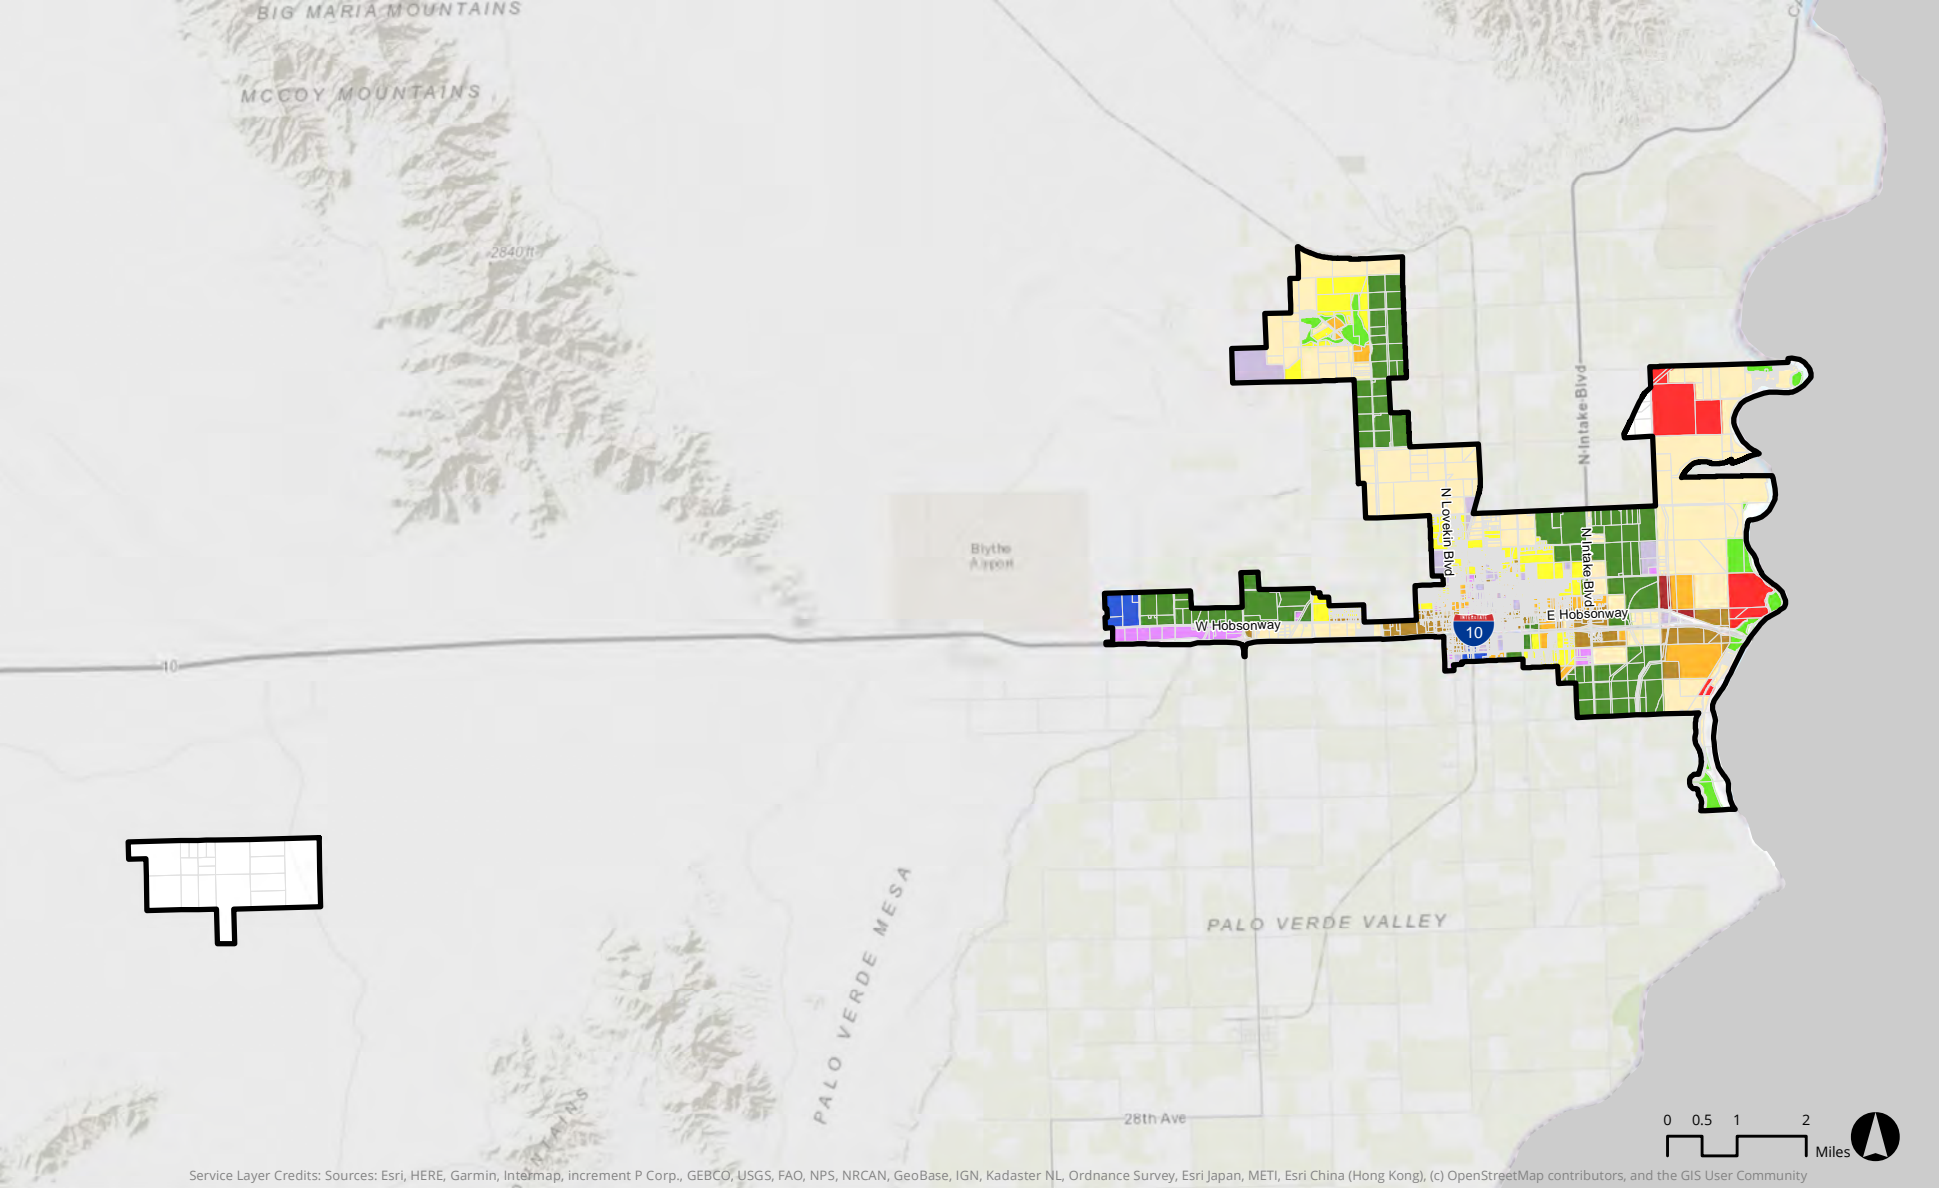 BIG MARIA MOUNTAINS
MCCOY MOUNTAINS
2840 ft
N Intake Blvd
N Lovekin Blvd
N Intake Blvd
Blythe
Airport
W Hobsonway
E Hobsonway
INTERSTATE
10
10
PALO VERDE MESA
PALO VERDE VALLEY
28th Ave
0 0.5 1 2
Miles
Service Layer Credits: Sources: Esri, HERE, Garmin, Intermap, increment P Corp., GEBCO, USGS, FAO, NPS, NRCAN, GeoBase, IGN, Kadaster NL, Ordnance Survey, Esri Japan, METI, Esri China (Hong Kong), (c) OpenStreetMap contributors, and the GIS User Community